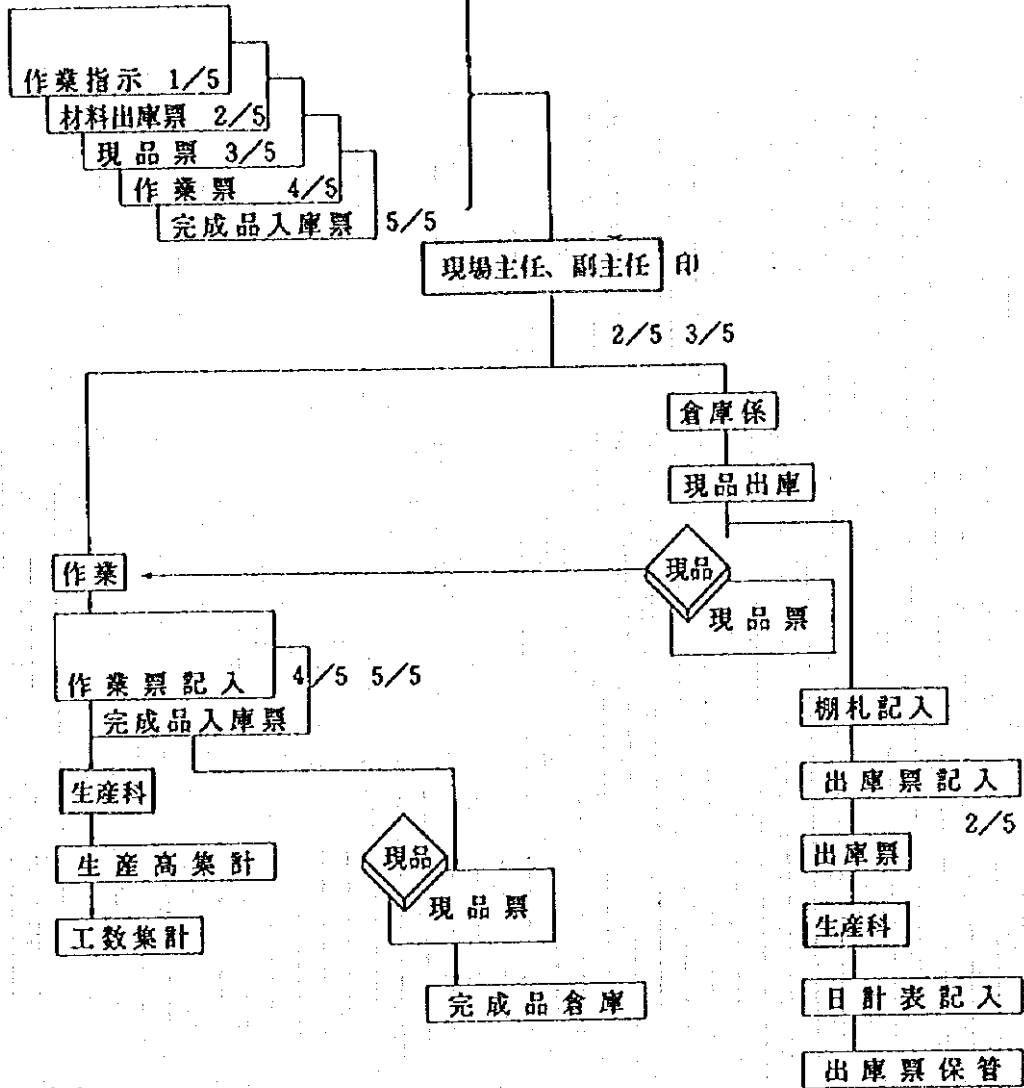 作業指示 1/5
材料出庫票 2/5
現品票 3/5
作業票 4/5
完成品入庫票 5/5
現場主任、副主任 印
2/5 3/5
倉庫係
現品出庫
作業
現品
現品票
作業票記入 4/5 5/5
完成品入庫票
棚札記入
生産科
出庫票記入
2/5
生産高集計
現品
出庫票
現品票
工数集計
生産科
完成品倉庫
日計表記入
出庫票保管